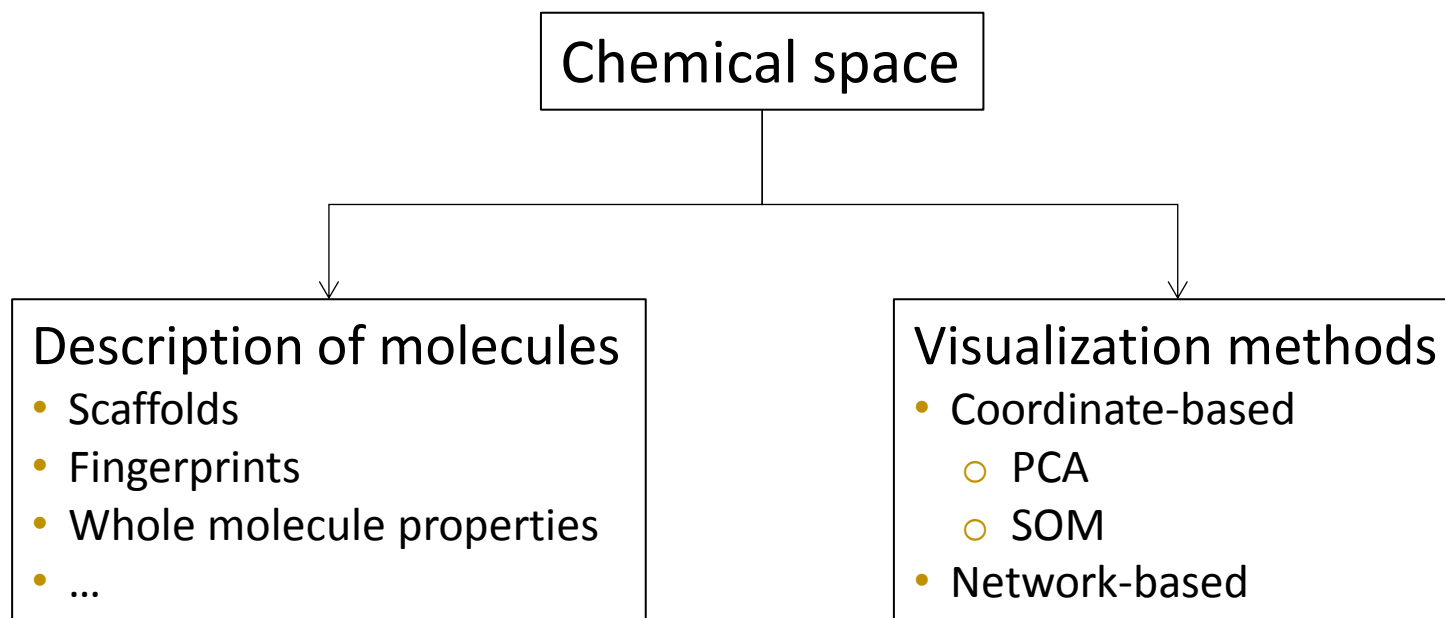 Chemical space
Description of molecules
• Scaffolds
• Fingerprints
• Whole molecule properties
• ...
Visualization methods
• Coordinate-based
o PCA
o SOM
• Network-based